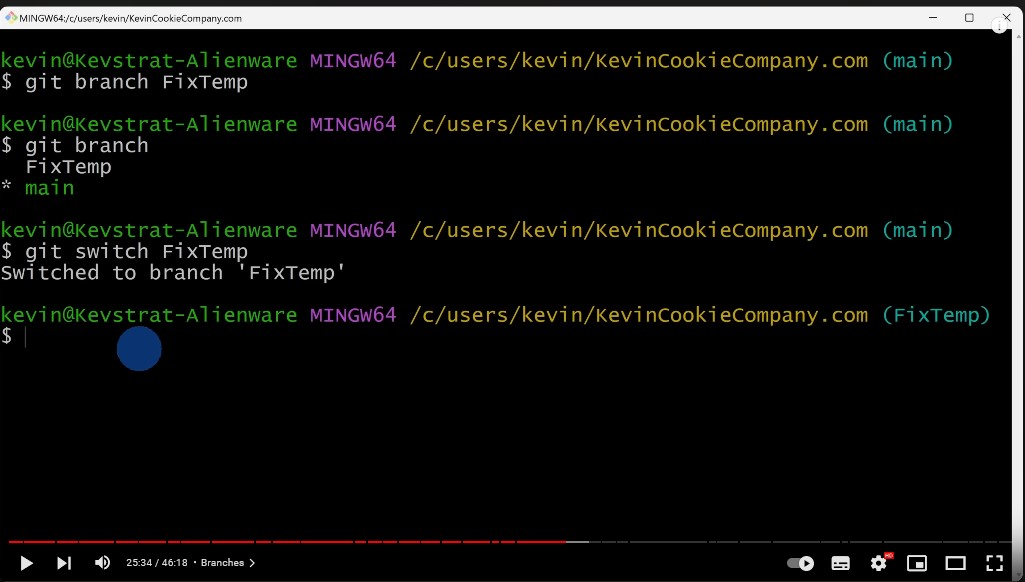 MINGW64:/c/users/kevin/KevinCookieCompany.com
kevin@Kevstrat-Alienware MINGW64 /c/users/kevin/KevinCookieCompany.com (main)
$ git branch FixTemp
kevin@Kevstrat-Alienware MINGW64 /c/users/kevin/KevinCookieCompany.com (main)
$ git branch
FixTemp
* main
kevin@Kevstrat-Alienware MINGW64 /c/users/kevin/KevinCookieCompany.com (main)
$ git switch FixTemp
Switched to branch 'FixTemp'
kevin@Kevstrat-Alienware MINGW64 /c/users/kevin/KevinCookieCompany.com (FixTemp)
$
25:34 / 46:18 • Branches >
HD